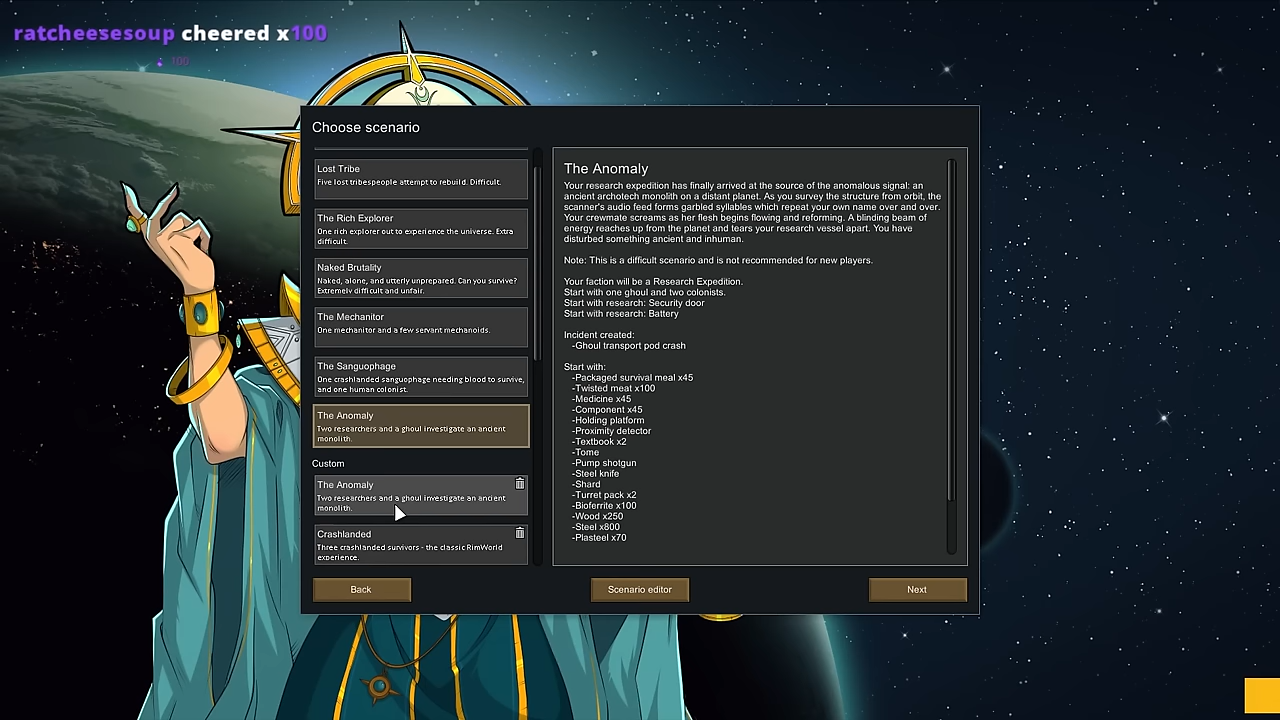 ratcheesesoup cheered x100
100
Choose scenario
Lost Tribe
Five lost tribespeople attempt to rebuild. Difficult.
The Rich Explorer
One rich explorer out to experience the universe. Extra
difficult.
Naked Brutality
Naked, alone, and utterly unprepared. Can you survive?
Extremely difficult and unfair.
The Mechanitor
One mechanitor and a few servant mechanoids.
The Sanguophage
One crashlanded sanguophage needing blood to survive,
and one human colonist.
The Anomaly
Two researchers and a ghoul investigate an ancient
monolith.
Custom
The Anomaly
Two researchers and a ghoul investigate an ancient
monolith.
Crashlanded
Three crashlanded survivors - the classic RimWorld
experience.
The Anomaly
Your research expedition has finally arrived at the source of the anomalous signal: an
ancient archotech monolith on a distant planet. As you survey the structure from orbit, the
scanner's audio feed forms garbled syllables which repeat your own name over and over.
Your crewmate screams as her flesh begins flowing and reforming. A blinding beam of
energy reaches up from the planet and tears your research vessel apart. You have
disturbed something ancient and inhuman.
Note: This is a difficult scenario and is not recommended for new players.
Your faction will be a Research Expedition.
Start with one ghoul and two colonists.
Start with research: Security door
Start with research: Battery
Incident created:
-Ghoul transport pod crash
Start with:
-Packaged survival meal x45
-Twisted meat x100
-Medicine x45
-Component x45
-Holding platform
-Proximity detector
-Textbook x2
-Tome
-Pump shotgun
-Steel knife
-Shard
-Turret pack x2
-Bioferrite x100
-Wood x250
-Steel x800
-Plasteel x70
Back
Scenario editor
Next